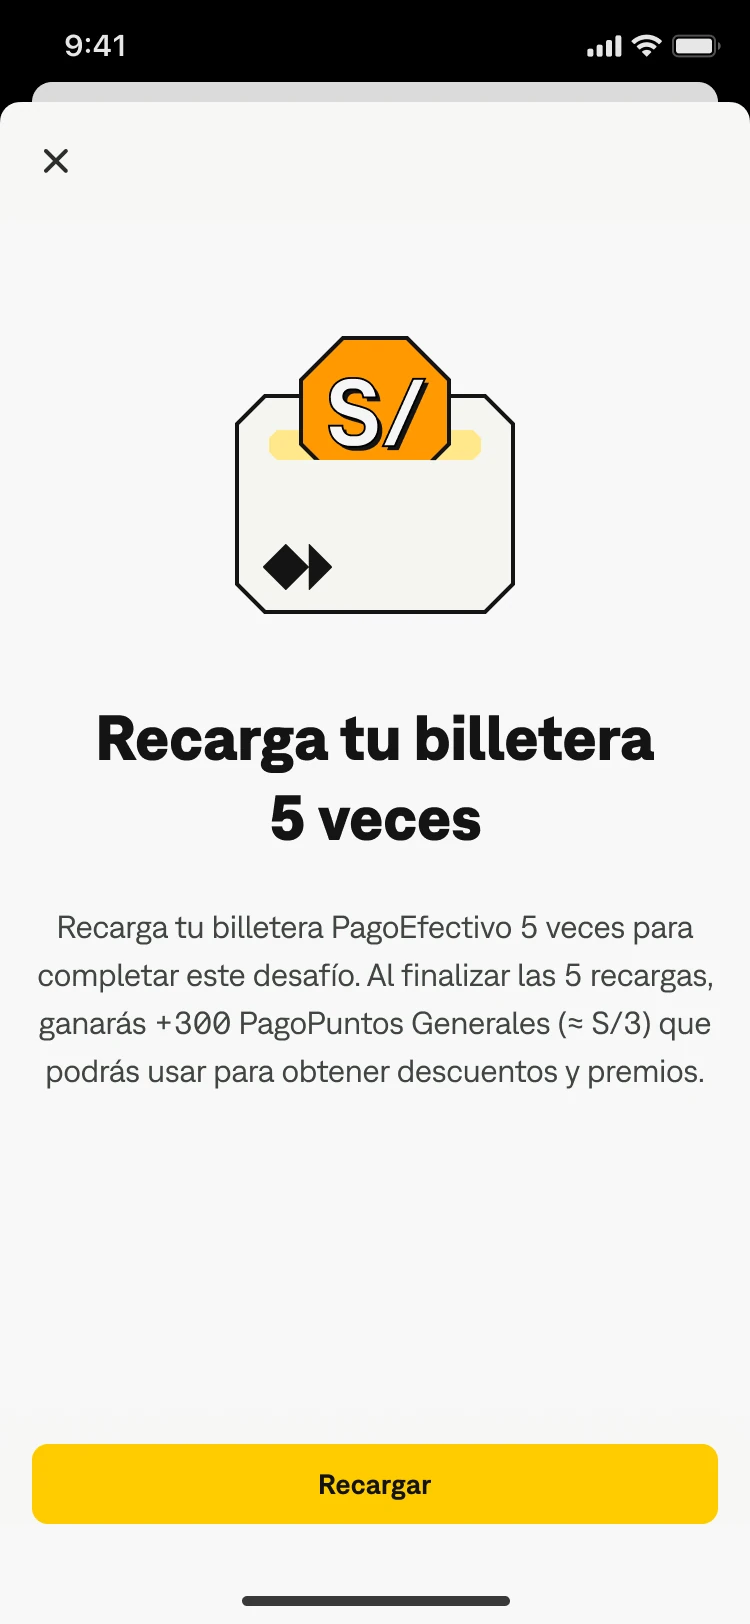 9:41
S/
Recarga tu billetera
5 veces
Recarga tu billetera PagoEfectivo 5 veces para
completar este desafío. Al finalizar las 5 recargas,
ganarás +300 PagoPuntos Generales (≈ S/3) que
podrás usar para obtener descuentos y premios.
Recargar